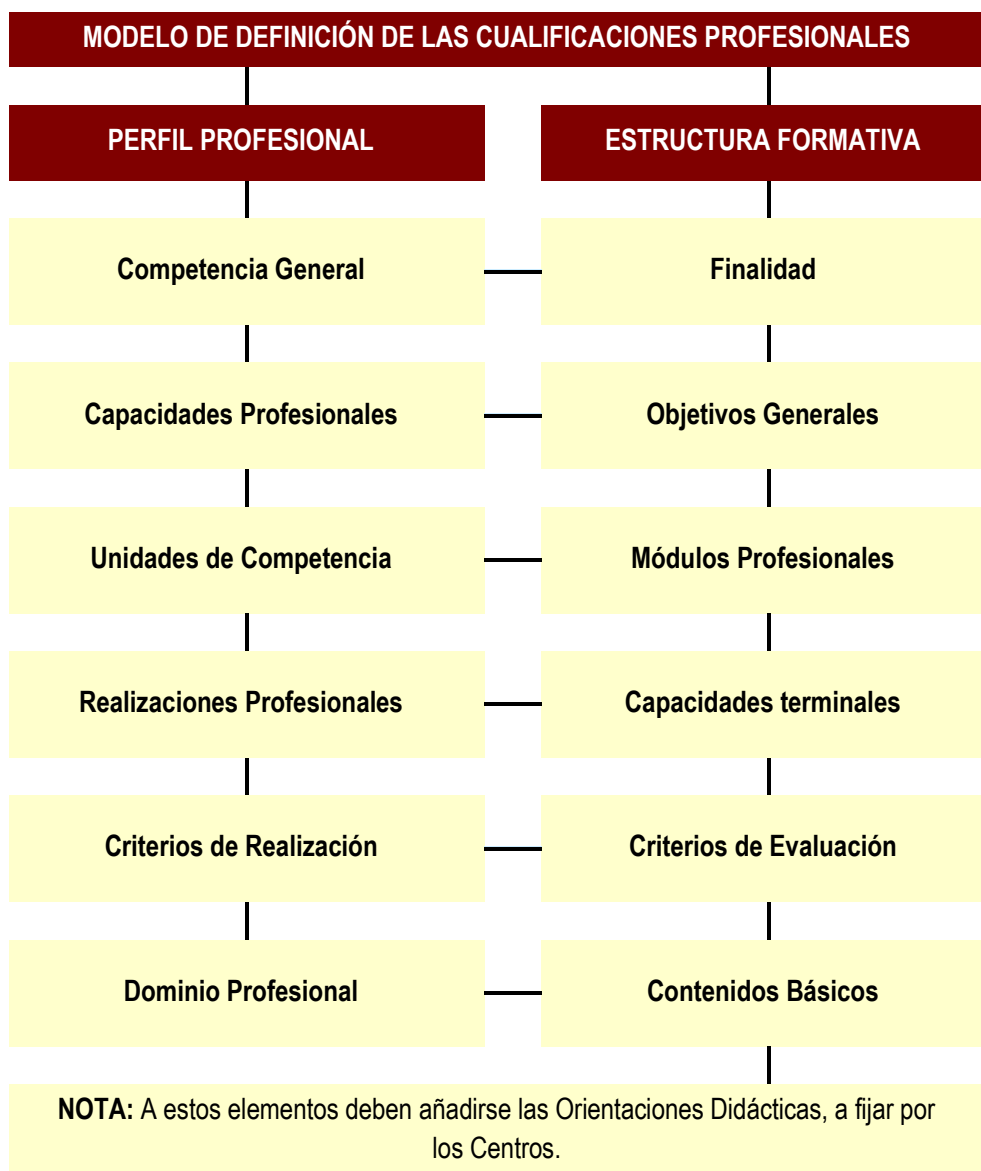 MODELO DE DEFINICIÓN DE LAS CUALIFICACIONES PROFESIONALES
PERFIL PROFESIONAL
ESTRUCTURA FORMATIVA
Competencia General
Finalidad
Capacidades Profesionales
Objetivos Generales
Unidades de Competencia
Módulos Profesionales
Realizaciones Profesionales
Capacidades terminales
Criterios de Realización
Criterios de Evaluación
Dominio Profesional
Contenidos Básicos
NOTA: A estos elementos deben añadirse las Orientaciones Didácticas, a fijar por
los Centros.